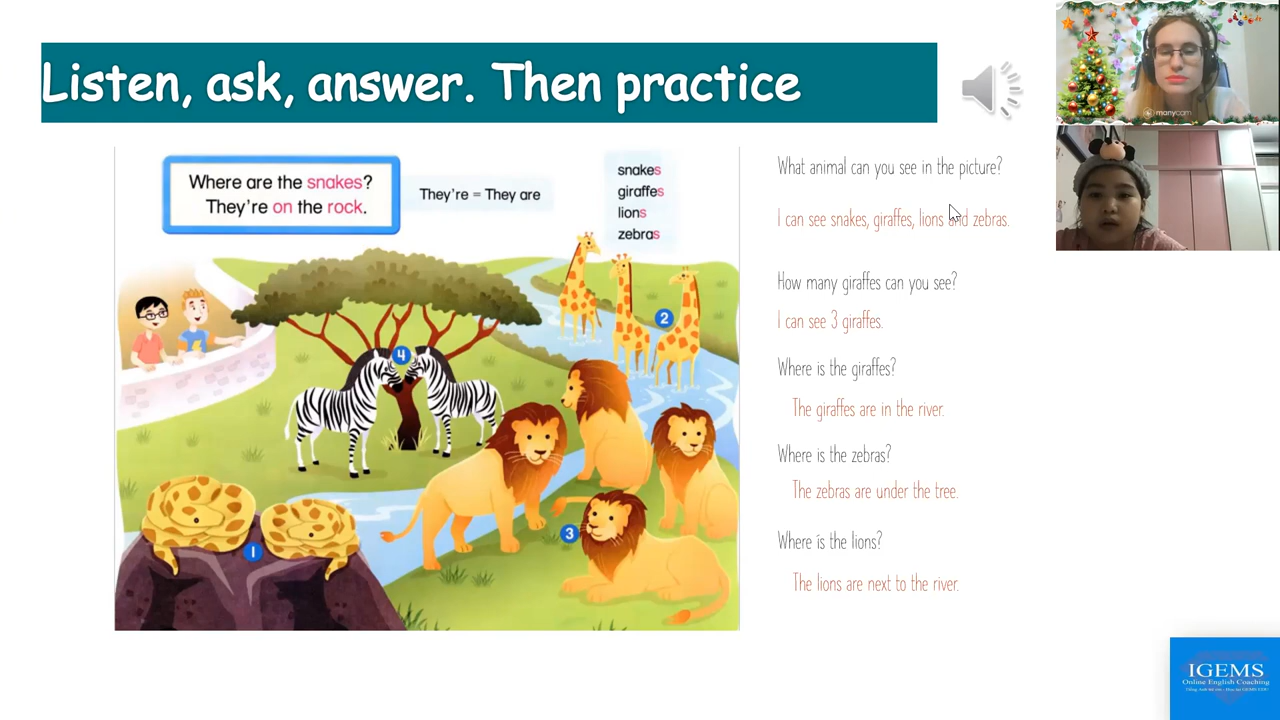 Listen, ask, answer. Then practice
Where are the snakes?
They're on the rock.
They're = They are
snakes
giraffes
lions
zebras
4
2
3
1
What animal can you see in the picture?
I can see snakes, giraffes, lions and zebras.
How many giraffes can you see?
I can see 3 giraffes.
Where is the giraffes?
The giraffes are in the river.
Where is the zebras?
The zebras are under the tree.
Where is the lions?
The lions are next to the river.
manycam
IGEMS
Online English Coaching